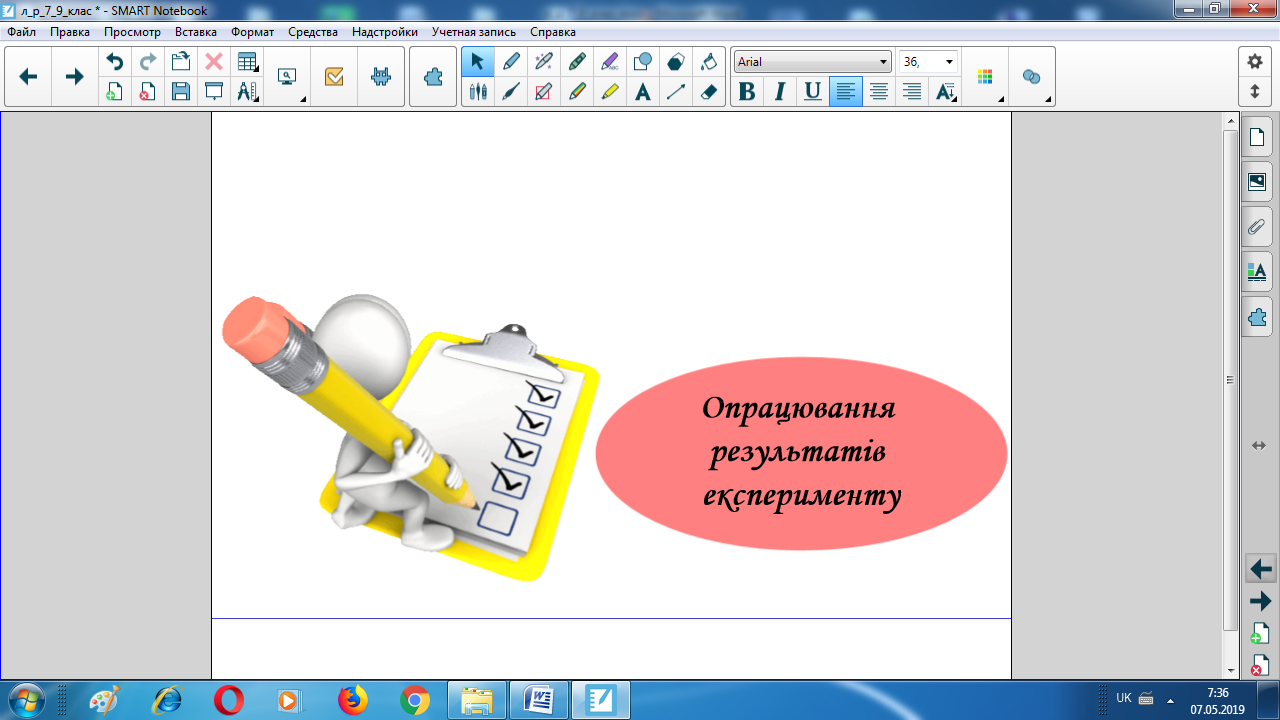 л_р_7_9_клас * - SMART Notebook
Файл Правка Просмотр Вставка Формат Средства Надстройки Учетная запись Справка
Arial 36,
B I U A
Опрацювання
результатів
експерименту
UK
7:36
07.05.2019